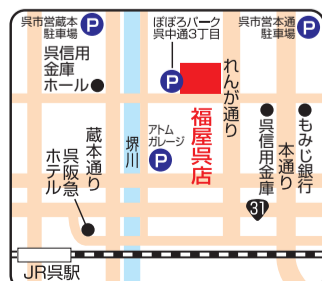 呉市営蔵本
駐車場
P
ぽぽろパーク
呉中通3丁目
P
呉市営本通
駐車場
P
呉信用
金庫
ホール
れんが通り
福屋呉店
アトム
ガレージ
P
蔵本通り
堺川
呉阪急
ホテル
呉信用金庫
本通り
もみじ銀行
31
JR呉駅